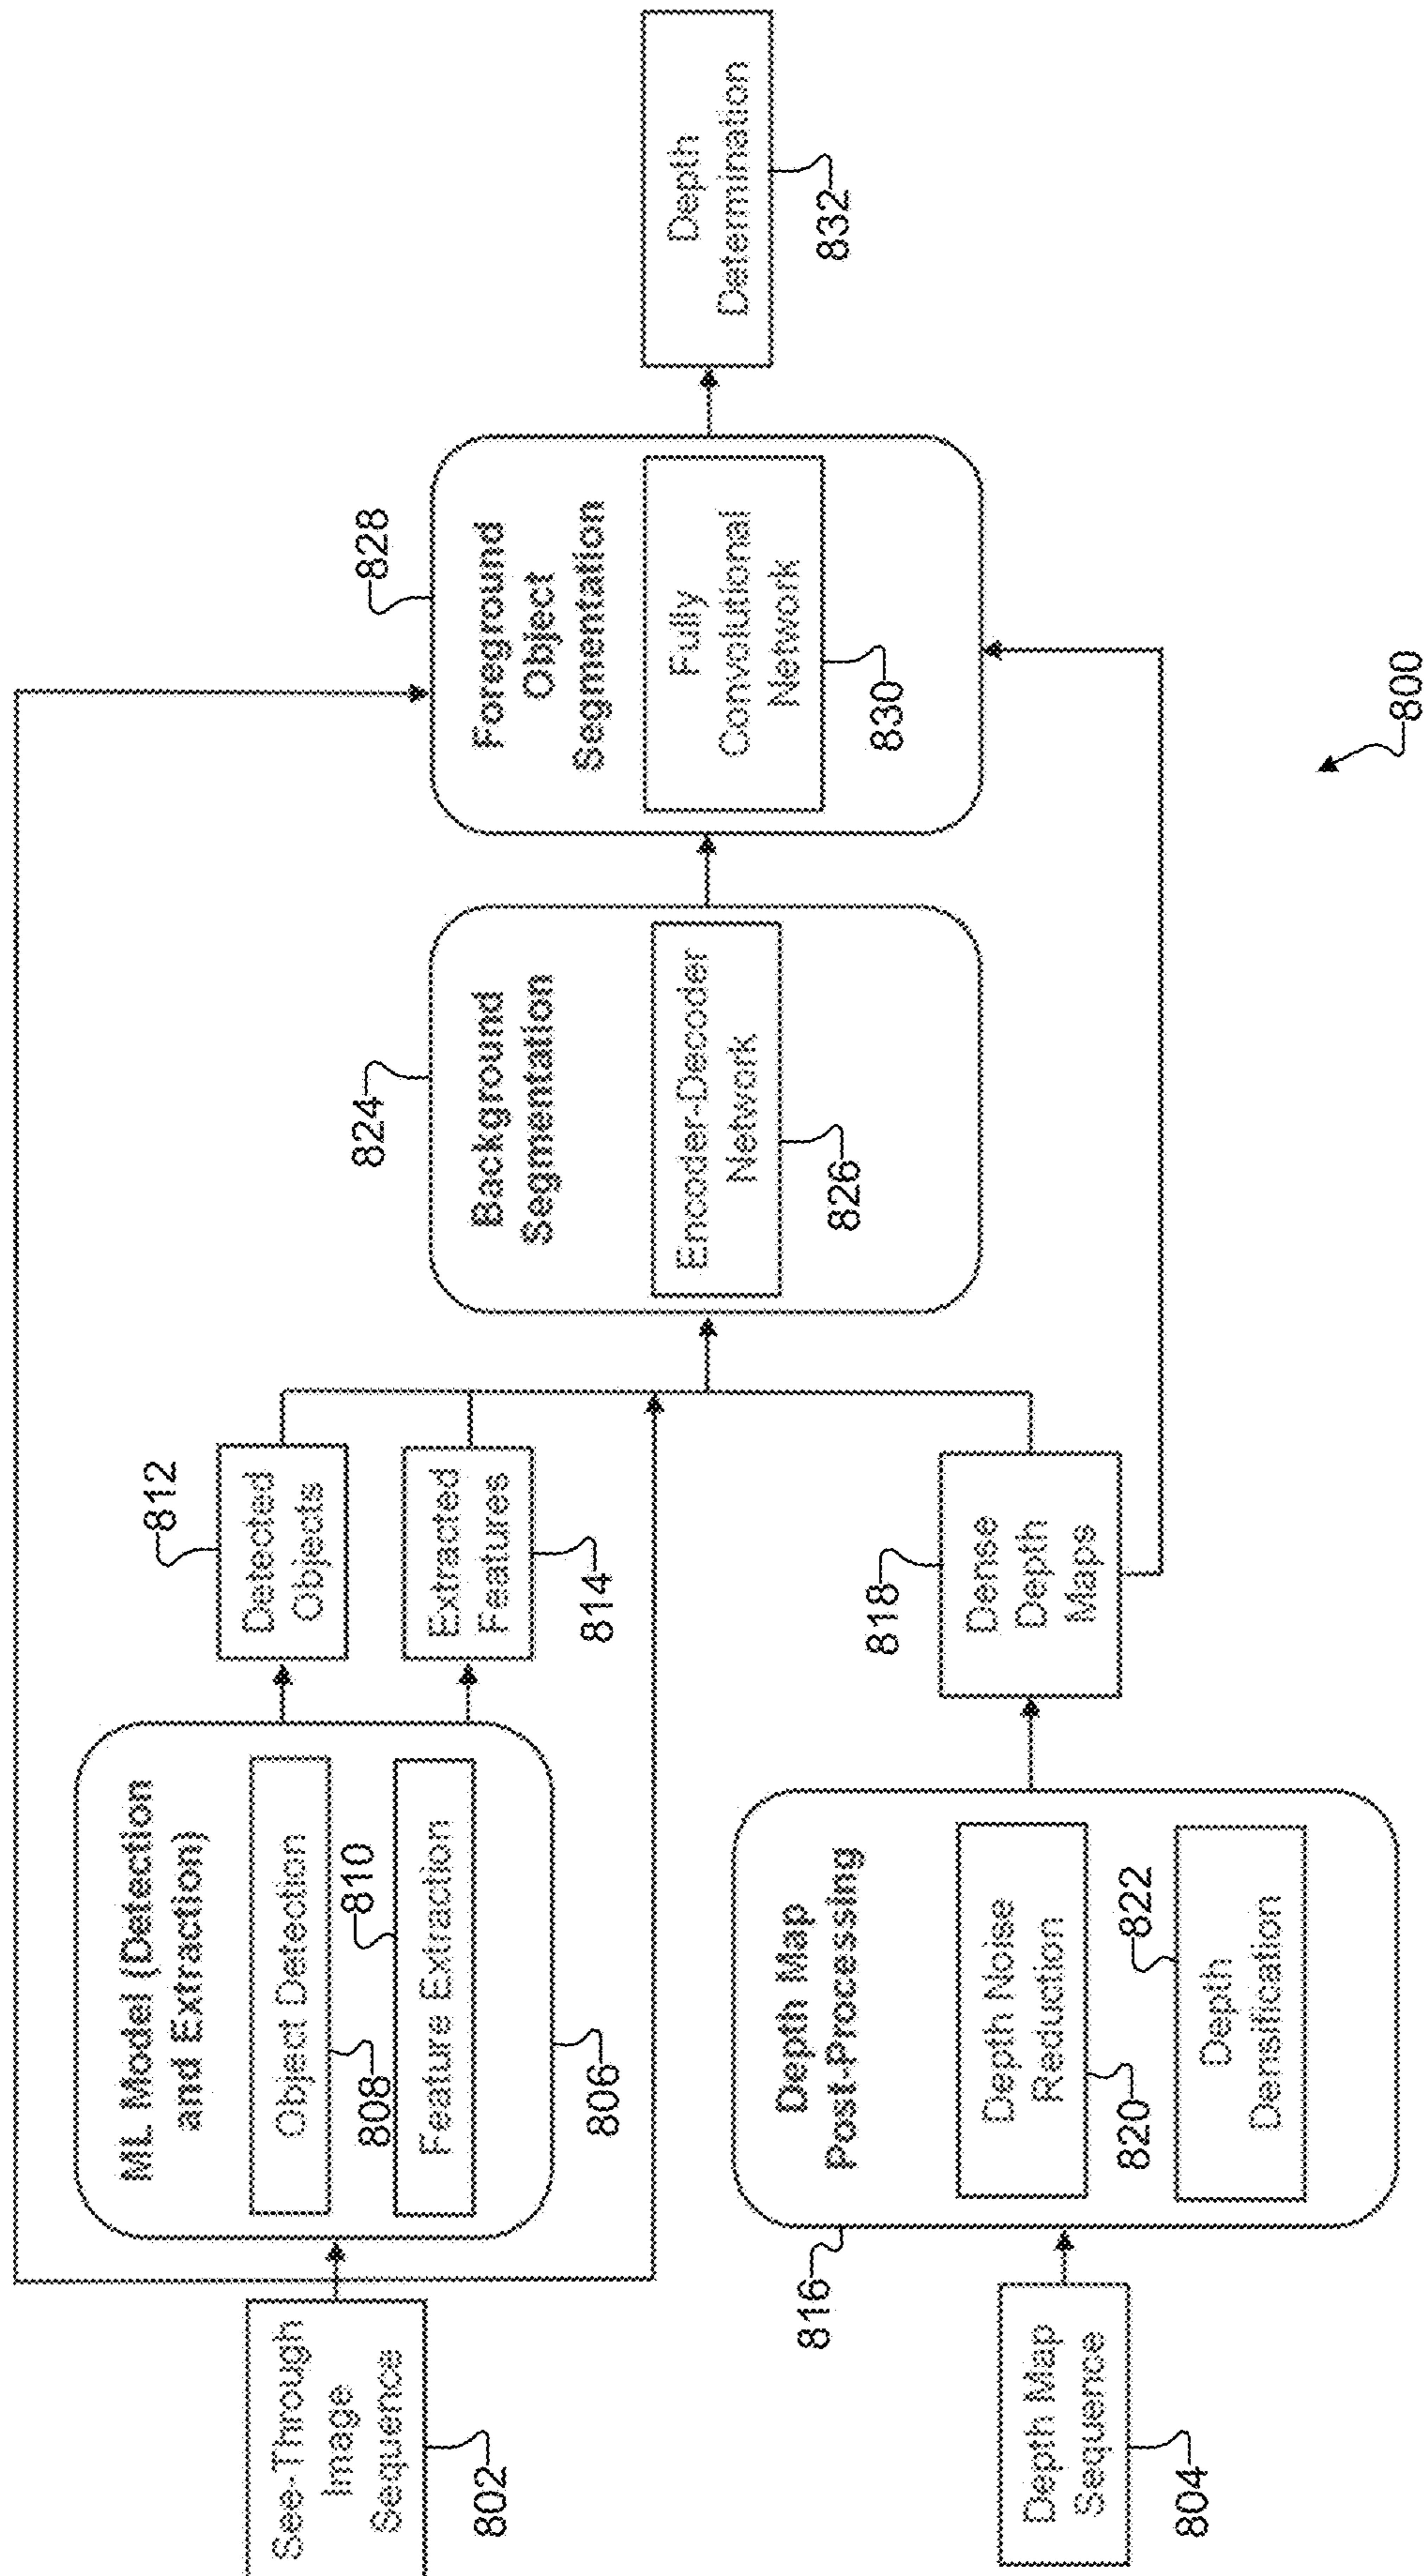 See-Through
Image
Sequence
802
ML Model (Detection
and Extraction)
Object Detection
808
810
Feature Extraction
806
Detected
Objects
812
Extracted
Features
814
Depth Map
Sequence
804
Depth Map
Post-Processing
816
Depth Noise
Reduction
820
822
Depth
Densification
Dense
Depth
Maps
818
Background
Segmentation
824
Encoder-Decoder
Network
826
Foreground
Object
Segmentation
828
Fully
Convolutional
Network
830
Depth
Determination
832
800